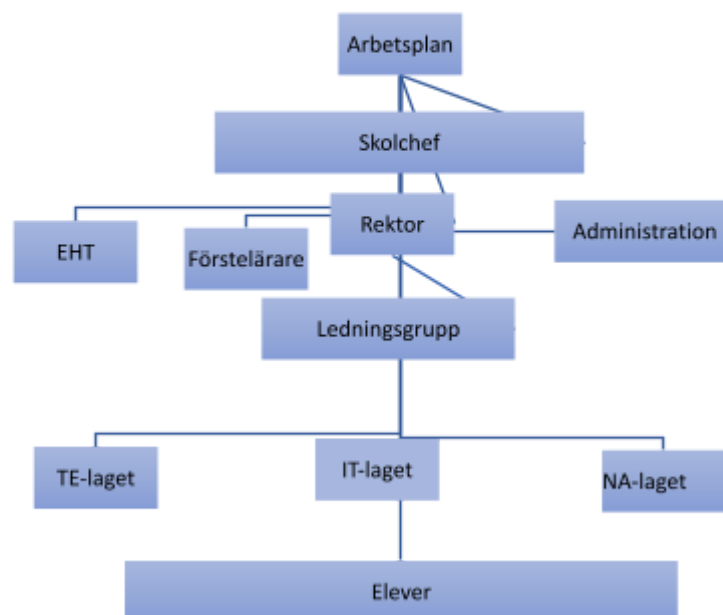 Arbetsplan
Skolchef
Rektor
EHT
Förstelärare
Administration
Ledningsgrupp
TE-laget
IT-laget
NA-laget
Elever